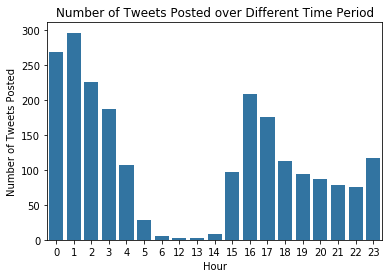 Number of Tweets Posted over Different Time Period
Number of Tweets Posted
300
250
200
150
100
50
0
0 1 2 3 4 5 6 12 13 14 15 16 17 18 19 20 21 22 23
Hour